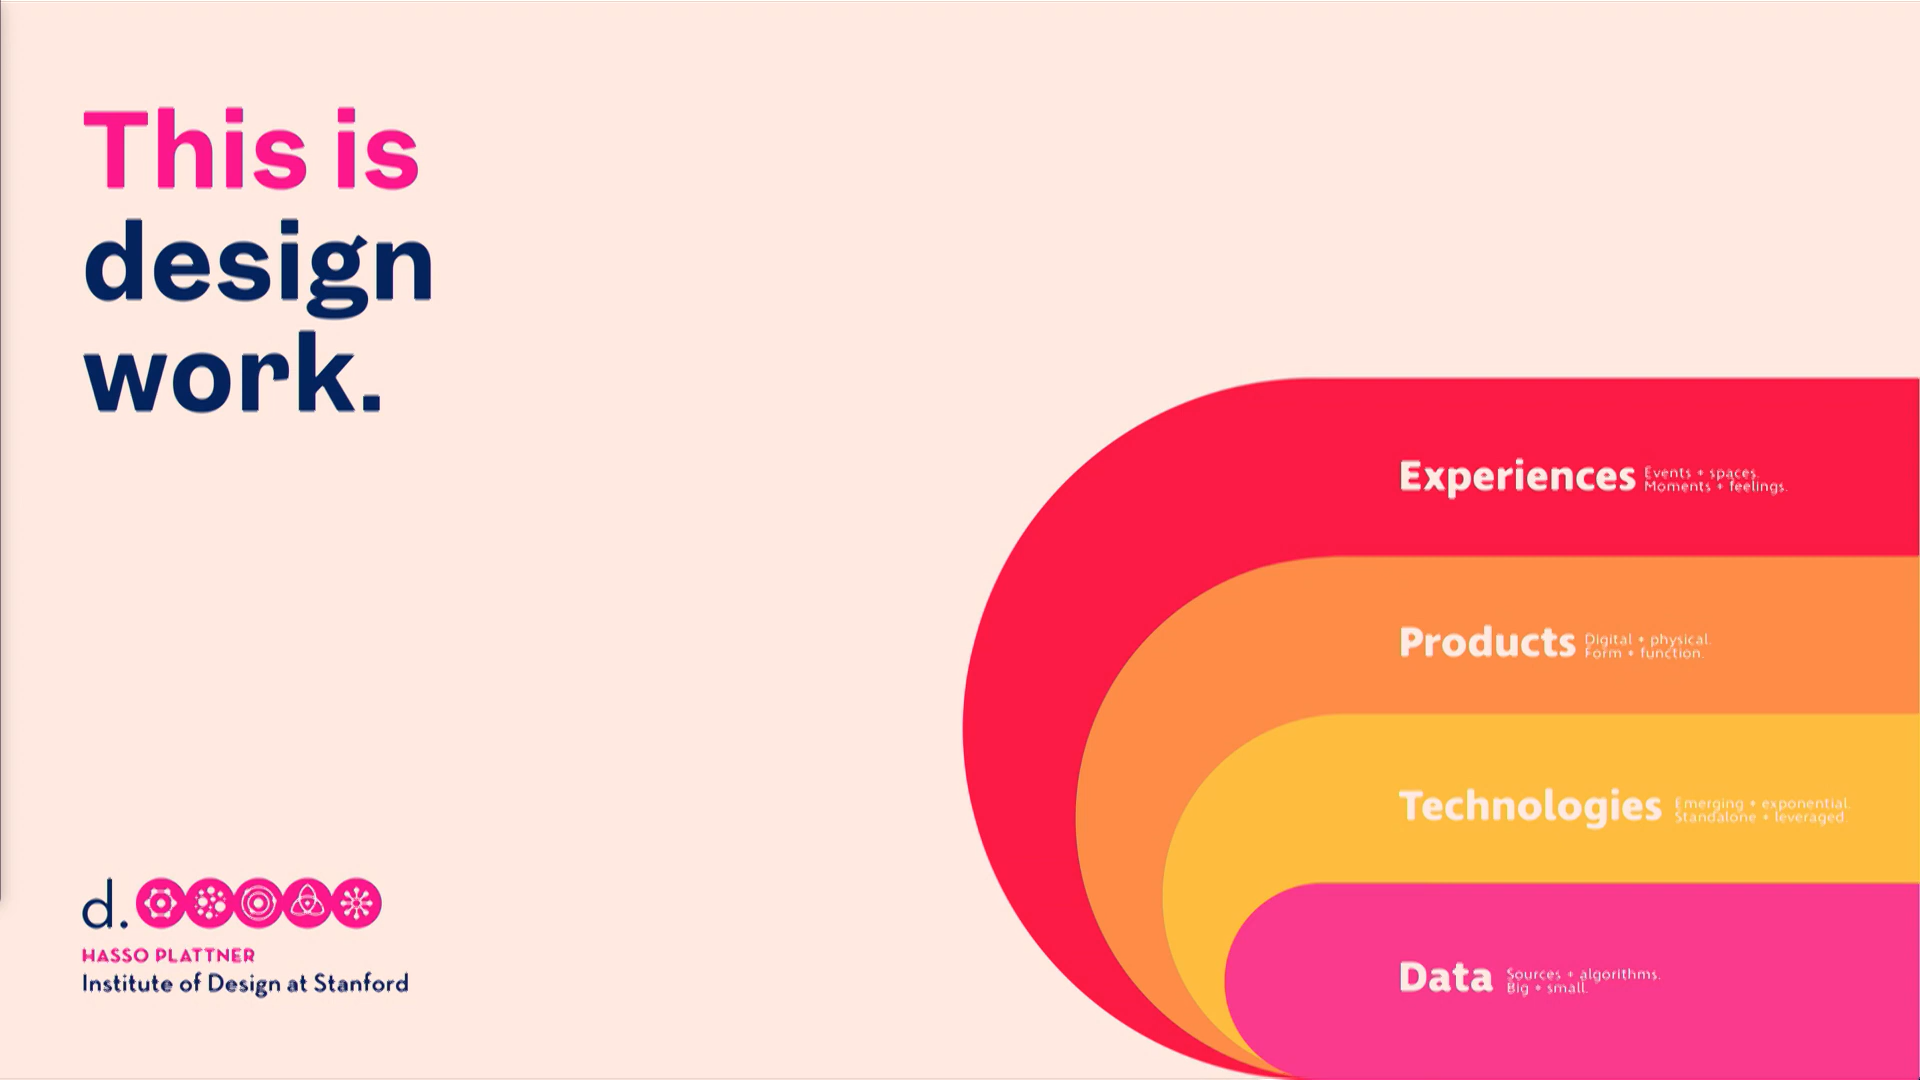 This is
design
work.
Experiences
Events + spaces.
Moments + feelings.
Products
Digital + physical.
Form + function.
Technologies
Emerging + exponential.
Standalone + leveraged.
Data
Sources + algorithms.
Big + small.
d.
HASSO PLATTNER
Institute of Design at Stanford